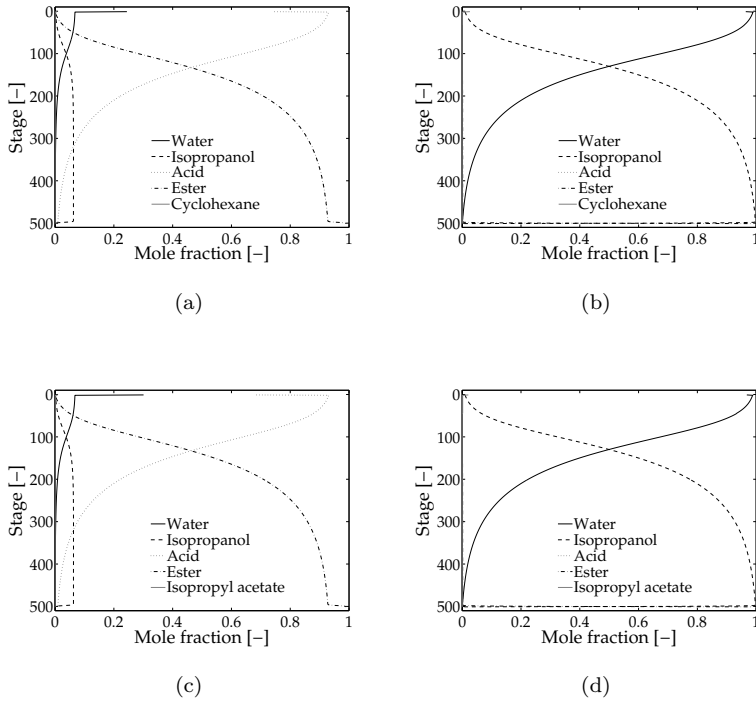 0
100
200
300
400
500
Stage [−]
Water
Isopropanol
Acid
Ester
Cyclohexane
0 0.2 0.4 0.6 0.8 1
Mole fraction [−]
(a)
0
100
200
300
400
500
Stage [−]
Water
Isopropanol
Acid
Ester
Cyclohexane
0 0.2 0.4 0.6 0.8 1
Mole fraction [−]
(b)
0
100
200
300
400
500
Stage [−]
Water
Isopropanol
Acid
Ester
Isopropyl acetate
0 0.2 0.4 0.6 0.8 1
Mole fraction [−]
(c)
0
100
200
300
400
500
Stage [−]
Water
Isopropanol
Acid
Ester
Isopropyl acetate
0 0.2 0.4 0.6 0.8 1
Mole fraction [−]
(d)